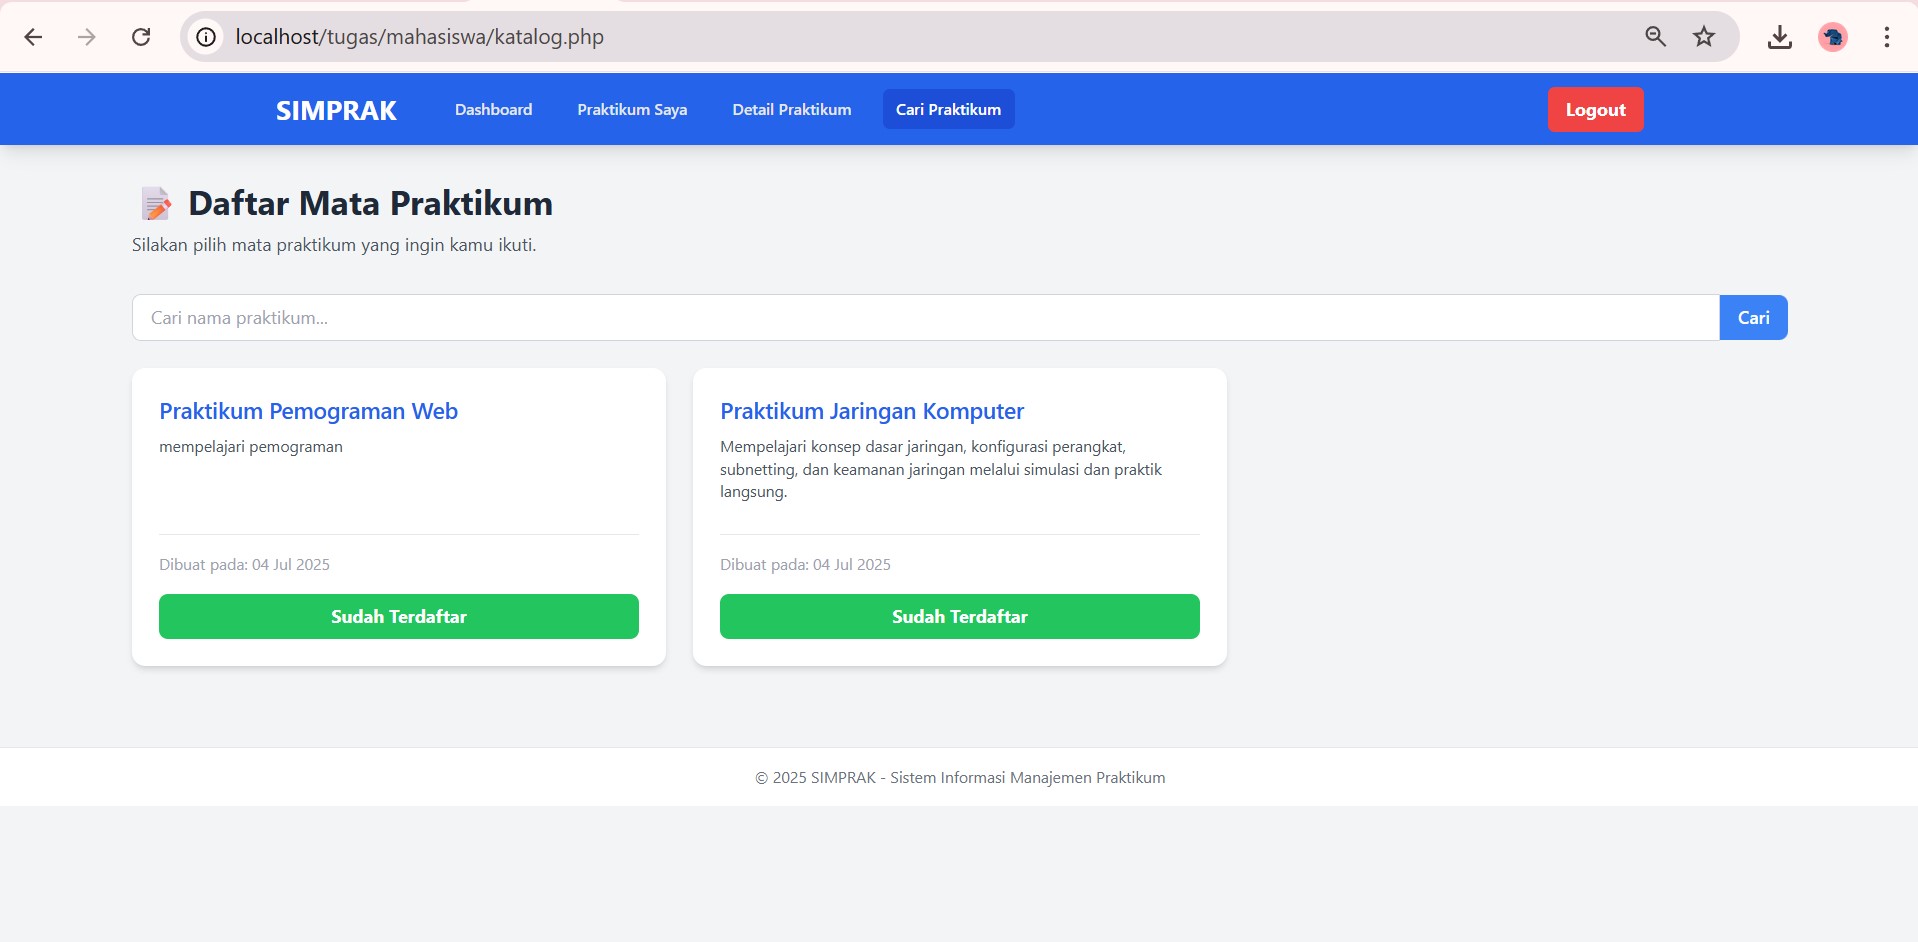 localhost/tugas/mahasiswa/katalog.php
SIMPRAK Dashboard Praktikum Saya Detail Praktikum Cari Praktikum Logout
Daftar Mata Praktikum
Silakan pilih mata praktikum yang ingin kamu ikuti.
Cari nama praktikum... Cari
Praktikum Pemograman Web
mempelajari pemograman
Dibuat pada: 04 Jul 2025
Sudah Terdaftar
Praktikum Jaringan Komputer
Mempelajari konsep dasar jaringan, konfigurasi perangkat,
subnetting, dan keamanan jaringan melalui simulasi dan praktik
langsung.
Dibuat pada: 04 Jul 2025
Sudah Terdaftar
© 2025 SIMPRAK - Sistem Informasi Manajemen Praktikum